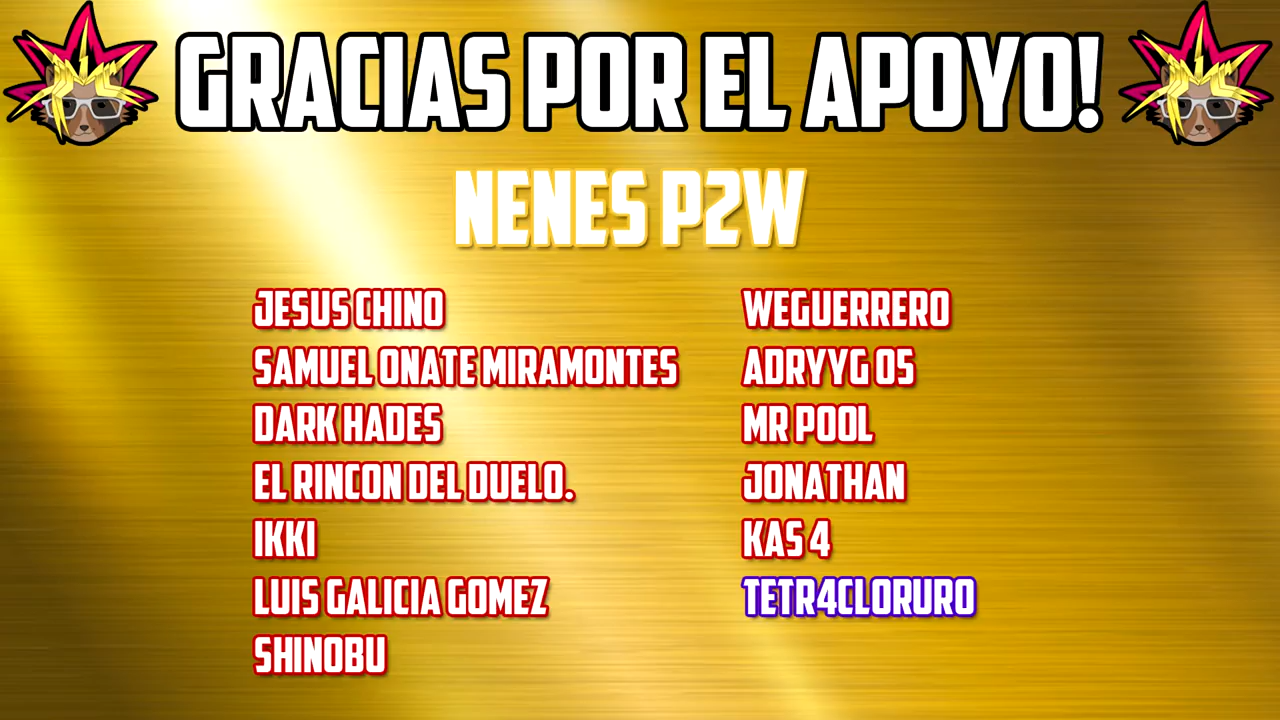 GRACIAS POR EL APOYO!
NENES P2W
JESUS CHINO
SAMUEL ONATE MIRAMONTES
DARK HADES
EL RINCON DEL DUELO.
IKKI
LUIS GALICIA GOMEZ
SHINOBU
WEGUERRERO
ADRYYG 05
MR POOL
JONATHAN
KAS 4
TETR4CLORURO